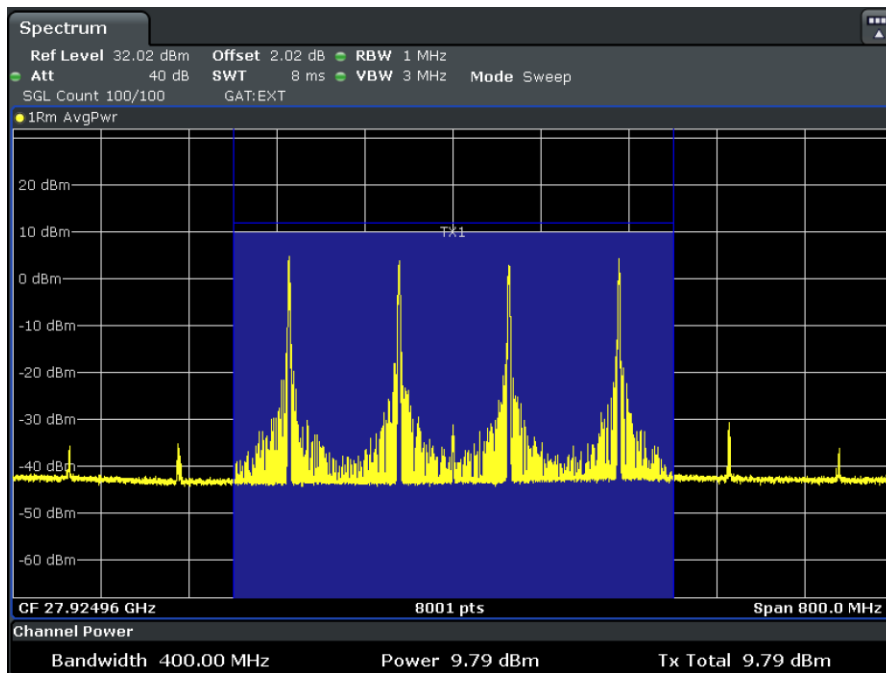 Spectrum
Ref Level 32.02 dBm Offset 2.02 dB RBW 1 MHz
Att 40 dB SWT 8 ms VBW 3 MHz Mode Sweep
SGL Count 100/100 GAT:EXT
1Rm AvgPwr
20 dBm
10 dBm
TX1
0 dBm
-10 dBm
-20 dBm
-30 dBm
-40 dBm
-50 dBm
-60 dBm
CF 27.92496 GHz 8001 pts Span 800.0 MHz
Channel Power
Bandwidth 400.00 MHz Power 9.79 dBm Tx Total 9.79 dBm